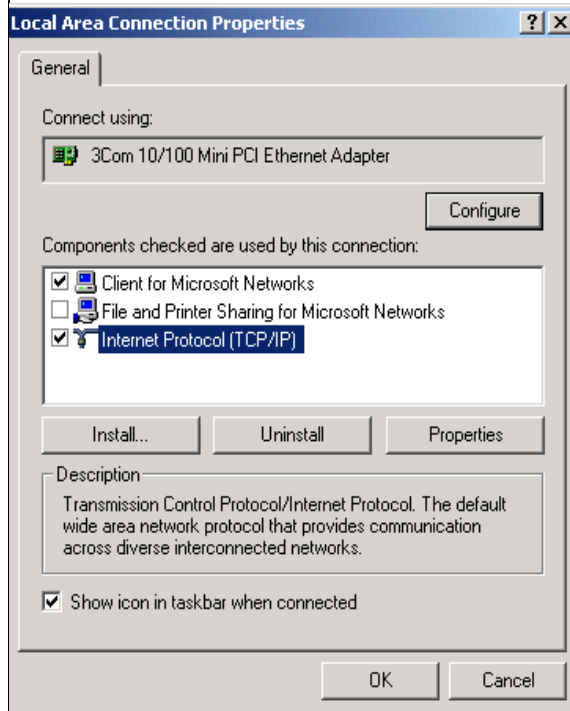 Local Area Connection Properties
General
Connect using:
3Com 10/100 Mini PCI Ethernet Adapter
Configure
Components checked are used by this connection:
Client for Microsoft Networks
File and Printer Sharing for Microsoft Networks
Internet Protocol (TCP/IP)
Install... Uninstall Properties
Description
Transmission Control Protocol/Internet Protocol. The default
wide area network protocol that provides communication
across diverse interconnected networks.
Show icon in taskbar when connected
OK Cancel